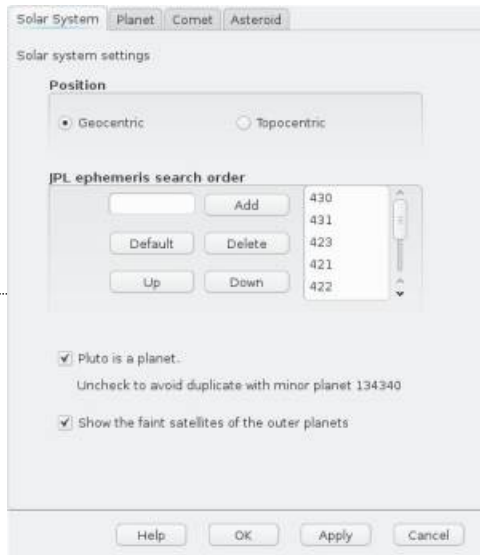 Solar System Planet Comet Asteroid
Solar system settings
Position
Geocentric Topocentric
JPL ephemeris search order
Add
Default Delete
Up Down
430
431
423
421
422
Pluto is a planet.
Uncheck to avoid duplicate with minor planet 134340
Show the faint satellites of the outer planets
Help OK Apply Cancel